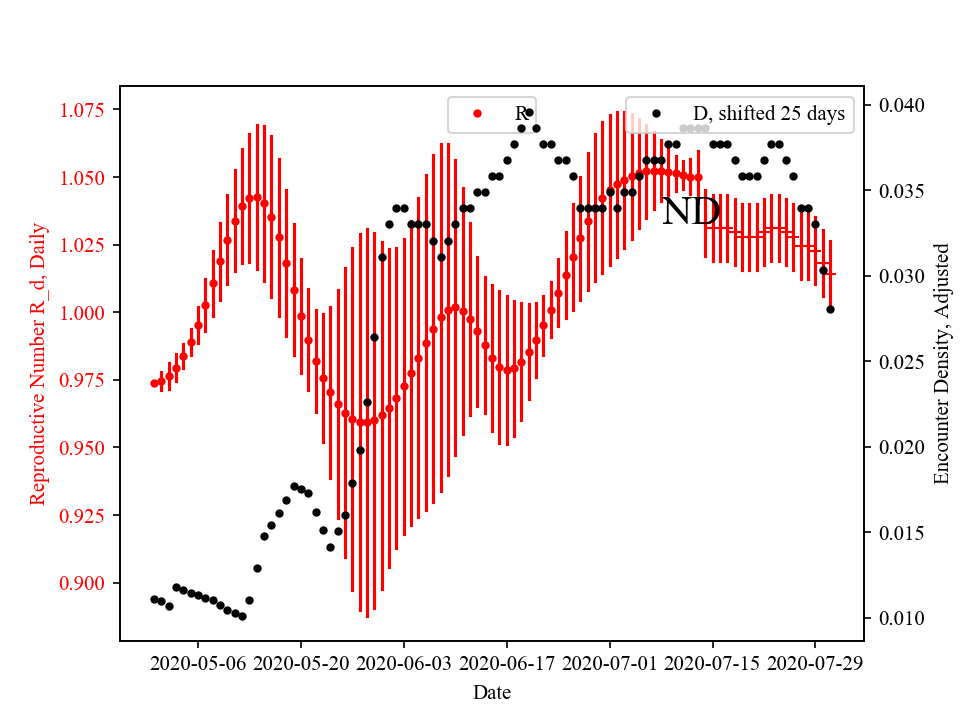 R
D, shifted 25 days
ND
Reproductive Number R_d, Daily
1.075
1.050
1.025
1.000
0.975
0.950
0.925
0.900
0.040
0.035
0.030
0.025
0.020
0.015
0.010
Encounter Density, Adjusted
2020-05-06 2020-05-20 2020-06-03 2020-06-17 2020-07-01 2020-07-15 2020-07-29
Date